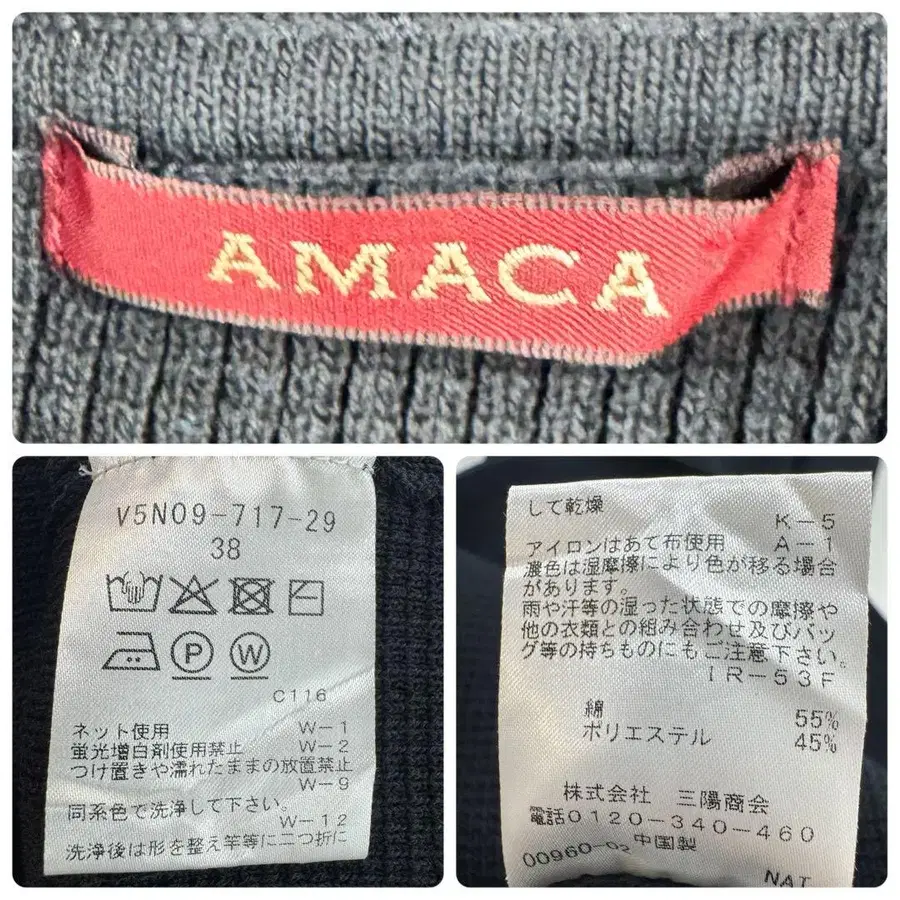 AMACA
V5N09-717-29
38
P
W
C116
ネット使用 W-1
蛍光増白剤使用禁止 W-2
つけ置きや濡れたままの放置禁止
W-9
同系色で洗浄して下さい。
W-12
洗浄後は形を整え竿等に二つ折に
して乾燥
K-5
アイロンはあて布使用 A-1
濃色は湿摩擦により色が移る場合
があります。
雨や汗等の湿った状態での摩擦や
他の衣類との組み合わせ及びバッ
グ等の持ちものにもご注意下さい。
IR-53F
綿 55%
ポリエステル 45%
株式会社 三陽商会
電話0120-340-460
00960-02 中国製
NAT